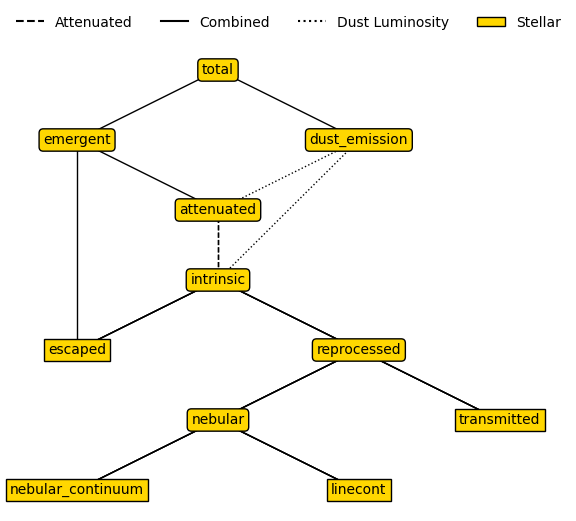 Attenuated Combined Dust Luminosity Stellar
total
emergent dust_emission
attenuated
intrinsic
escaped reprocessed
nebular transmitted
nebular_continuum linecont